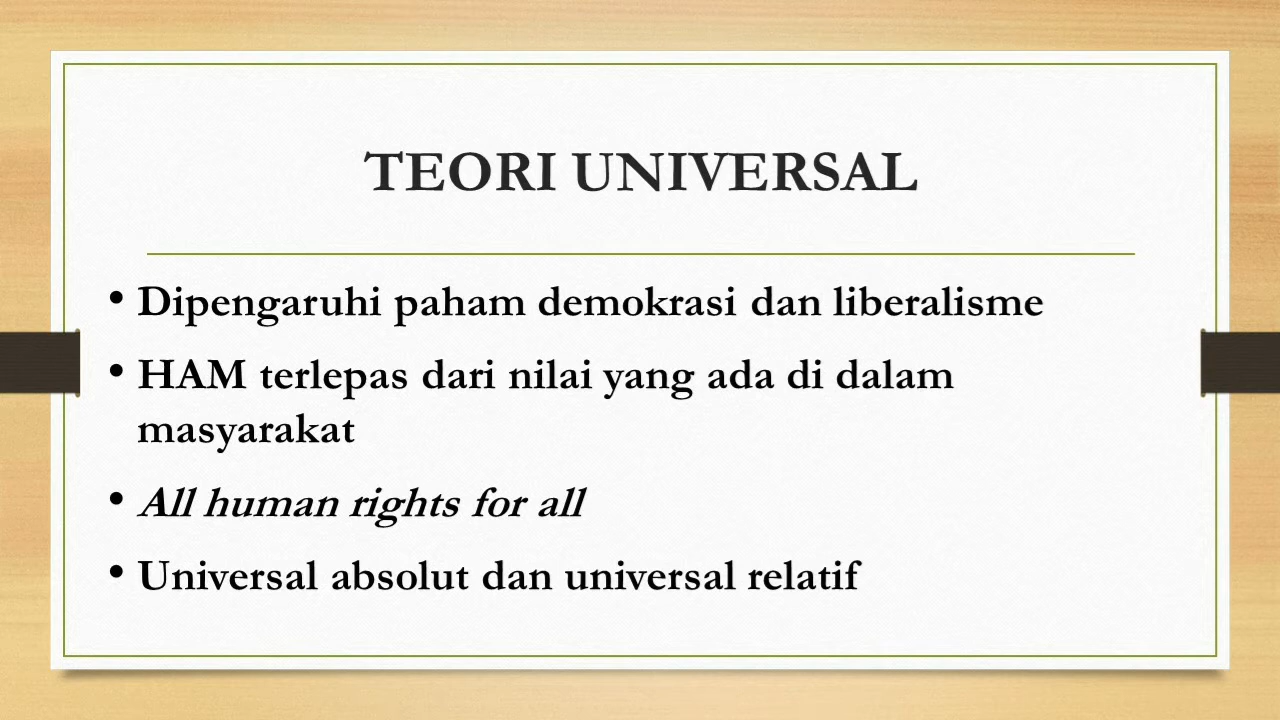 TEORI UNIVERSAL
• Dipengaruhi paham demokrasi dan liberalisme
• HAM terlepas dari nilai yang ada di dalam
masyarakat
• All human rights for all
• Universal absolut dan universal relatif